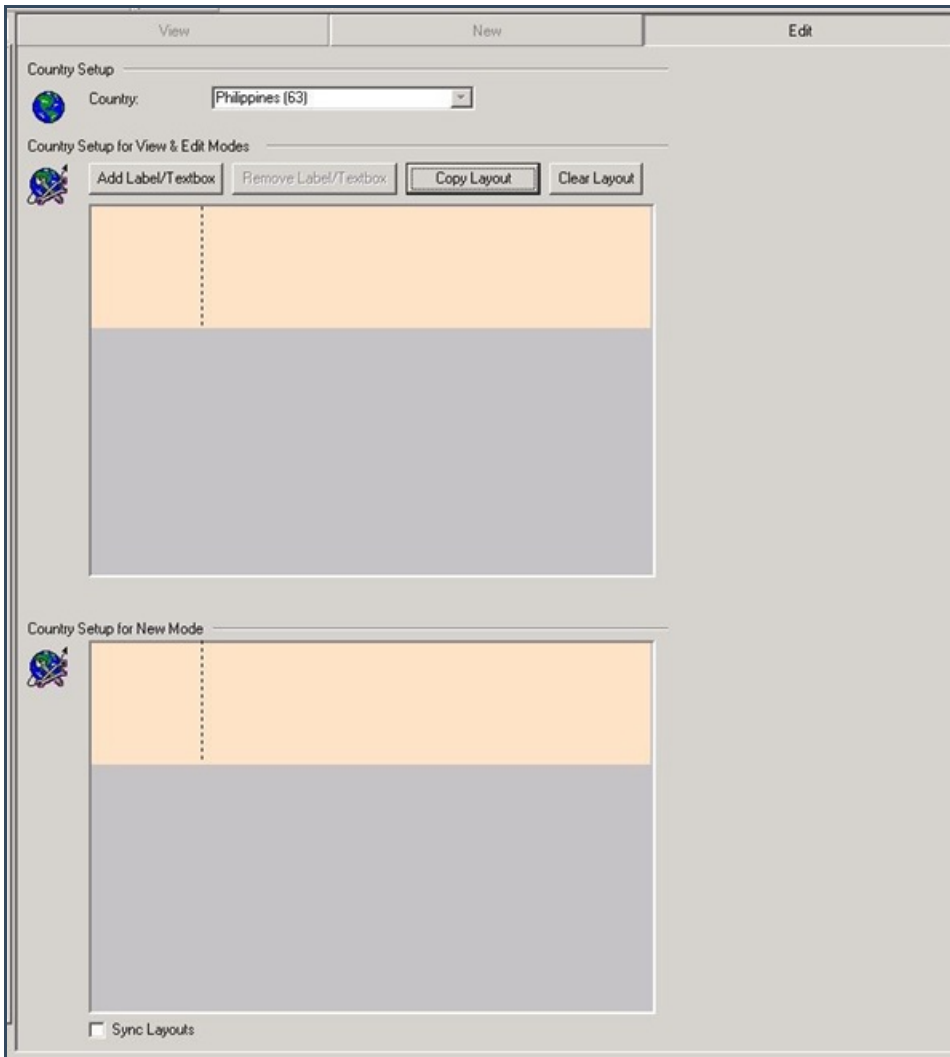 View New Edit
Country Setup
Country: Philippines (63)
Country Setup for View & Edit Modes
Add Label/Textbox Remove Label/Textbox Copy Layout Clear Layout
Country Setup for New Mode
Sync Layouts